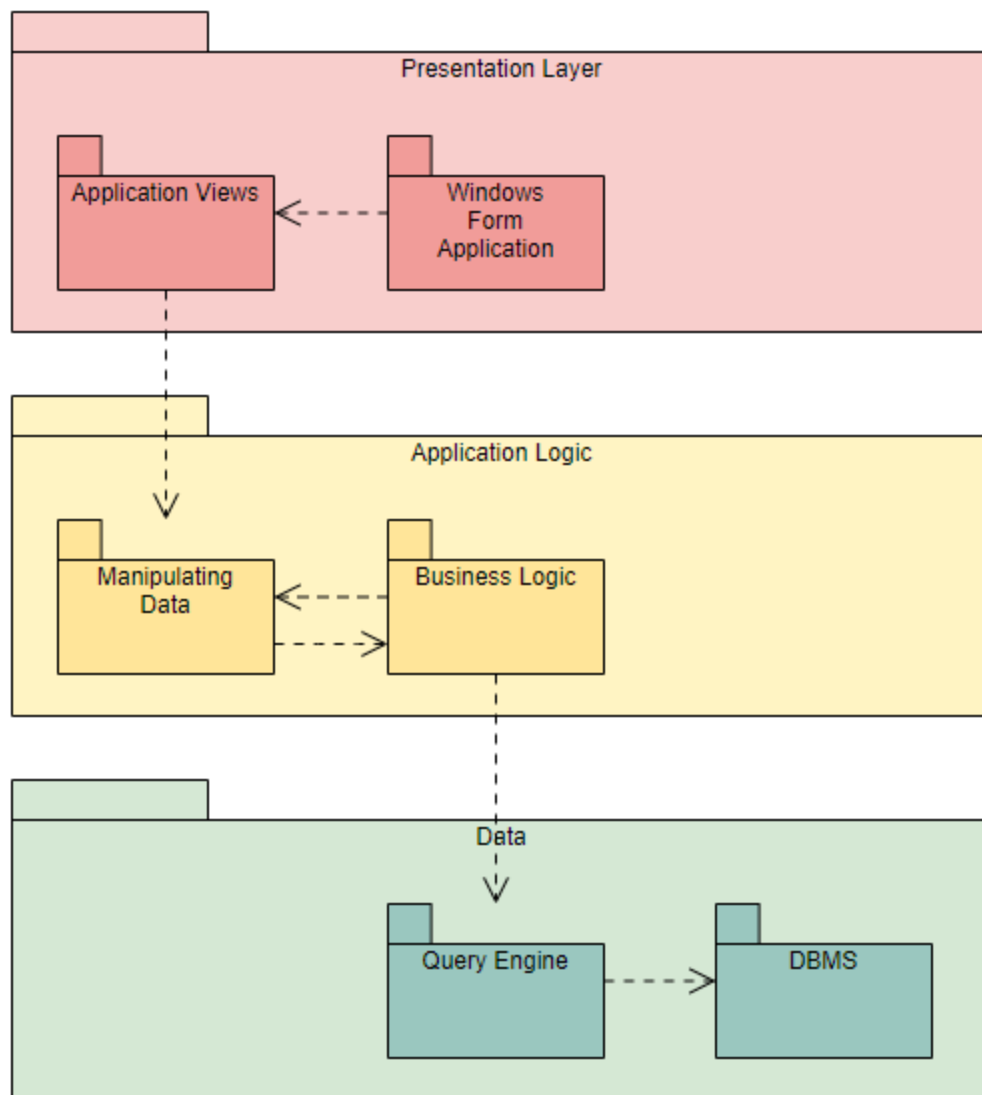 Presentation Layer
Application Views
Windows
Form
Application
Application Logic
Manipulating
Data
Business Logic
Data
Query Engine
DBMS